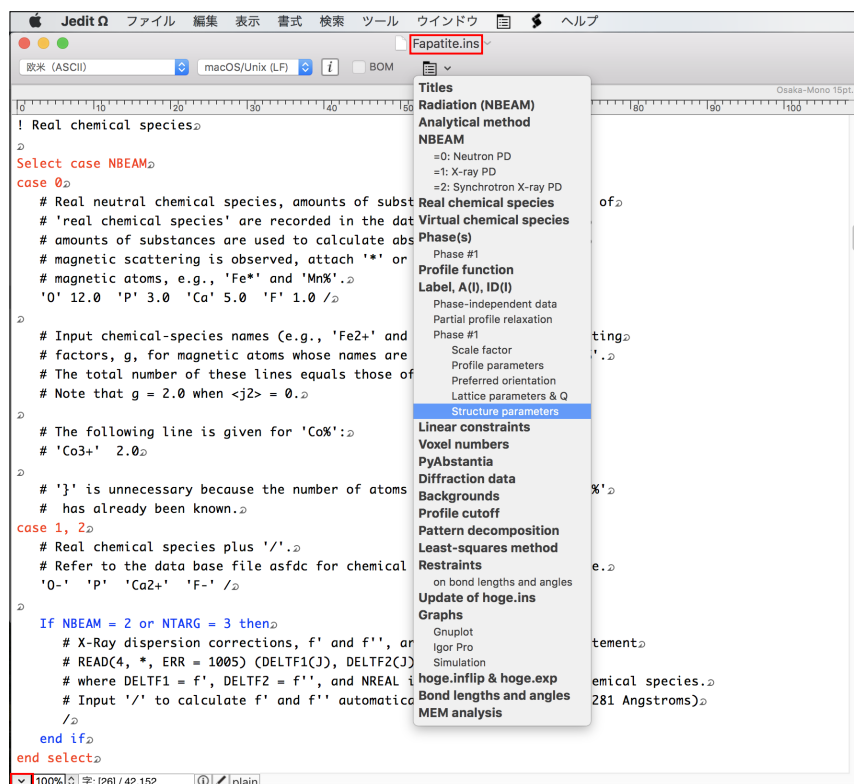 Jedit Ω ファイル 編集 表示 書式 検索 ツール ウインドウ ヘルプ
Fapatite.ins
欧米 (ASCII) macOS/Unix (LF) i BOM
Osaka-Mono 15pt.
0 10 20 30 40 50 80 90 100
! Real chemical species
Select case NBEAM
case 0
# Real neutral chemical species, amounts of subst
of
# 'real chemical species' are recorded in the dat
# amounts of substances are used to calculate abs
# magnetic scattering is observed, attach '*' or
# magnetic atoms, e.g., 'Fe*' and 'Mn%'.
'O' 12.0 'P' 3.0 'Ca' 5.0 'F' 1.0 /
# Input chemical-species names (e.g., 'Fe2+' and
ting
# factors, g, for magnetic atoms whose names are
'.
# The total number of these lines equals those of
# Note that g = 2.0 when <j2> = 0.
# The following line is given for 'Co%':
# 'Co3+' 2.0
# '}' is unnecessary because the number of atoms
%'
# has already been known.
case 1, 2
# Real chemical species plus '/'.
# Refer to the data base file asfdc for chemical
e.
'O-' 'P' 'Ca2+' 'F-' /
If NBEAM = 2 or NTARG = 3 then
# X-Ray dispersion corrections, f' and f'', ar
tement
# READ(4, *, ERR = 1005) (DELTF1(J), DELTF2(J)
# where DELTF1 = f', DELTF2 = f'', and NREAL i
emical species.
# Input '/' to calculate f' and f'' automatica
281 Angstroms)
/
end if
end select
Titles
Radiation (NBEAM)
Analytical method
NBEAM
=0: Neutron PD
=1: X-ray PD
=2: Synchrotron X-ray PD
Real chemical species
Virtual chemical species
Phase(s)
Phase #1
Profile function
Label, A(I), ID(I)
Phase-independent data
Partial profile relaxation
Phase #1
Scale factor
Profile parameters
Preferred orientation
Lattice parameters & Q
Structure parameters
Linear constraints
Voxel numbers
PyAbstantia
Diffraction data
Backgrounds
Profile cutoff
Pattern decomposition
Least-squares method
Restraints
on bond lengths and angles
Update of hoge.ins
Graphs
Gnuplot
Igor Pro
Simulation
hoge.inflip & hoge.exp
Bond lengths and angles
MEM analysis
100% 字: [26] / 42,152 plain